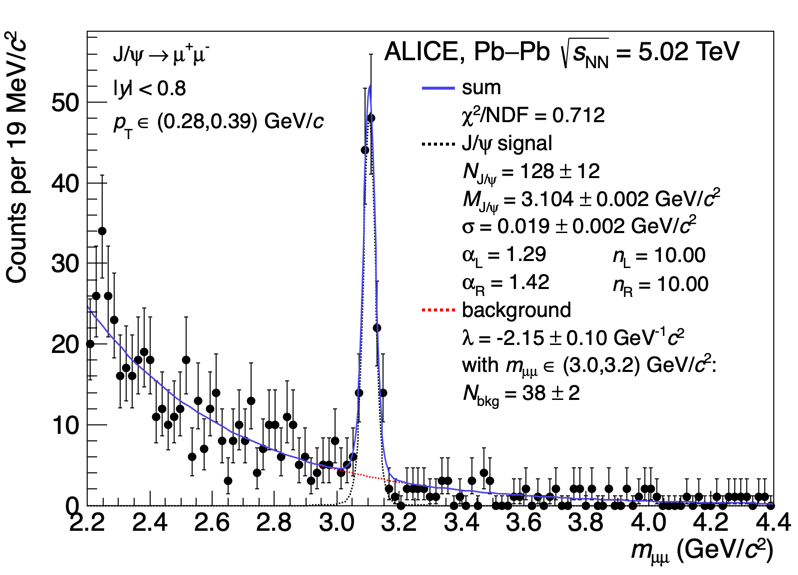 J/ψ→μ⁺μ⁻
|y| < 0.8
p_T ∈ (0.28,0.39) GeV/c
ALICE, Pb–Pb √s_NN = 5.02 TeV
sum
χ²/NDF = 0.712
J/ψ signal
N_J/ψ = 128 ± 12
M_J/ψ = 3.104 ± 0.002 GeV/c²
σ = 0.019 ± 0.002 GeV/c²
α_L = 1.29 n_L = 10.00
α_R = 1.42 n_R = 10.00
background
λ = -2.15 ± 0.10 GeV⁻¹c²
with m_μμ ∈ (3.0,3.2) GeV/c²:
N_bkg = 38 ± 2
Counts per 19 MeV/c²
50
40
30
20
10
0
2.2 2.4 2.6 2.8 3.0 3.2 3.4 3.6 3.8 4.0 4.2 4.4
m_μμ (GeV/c²)